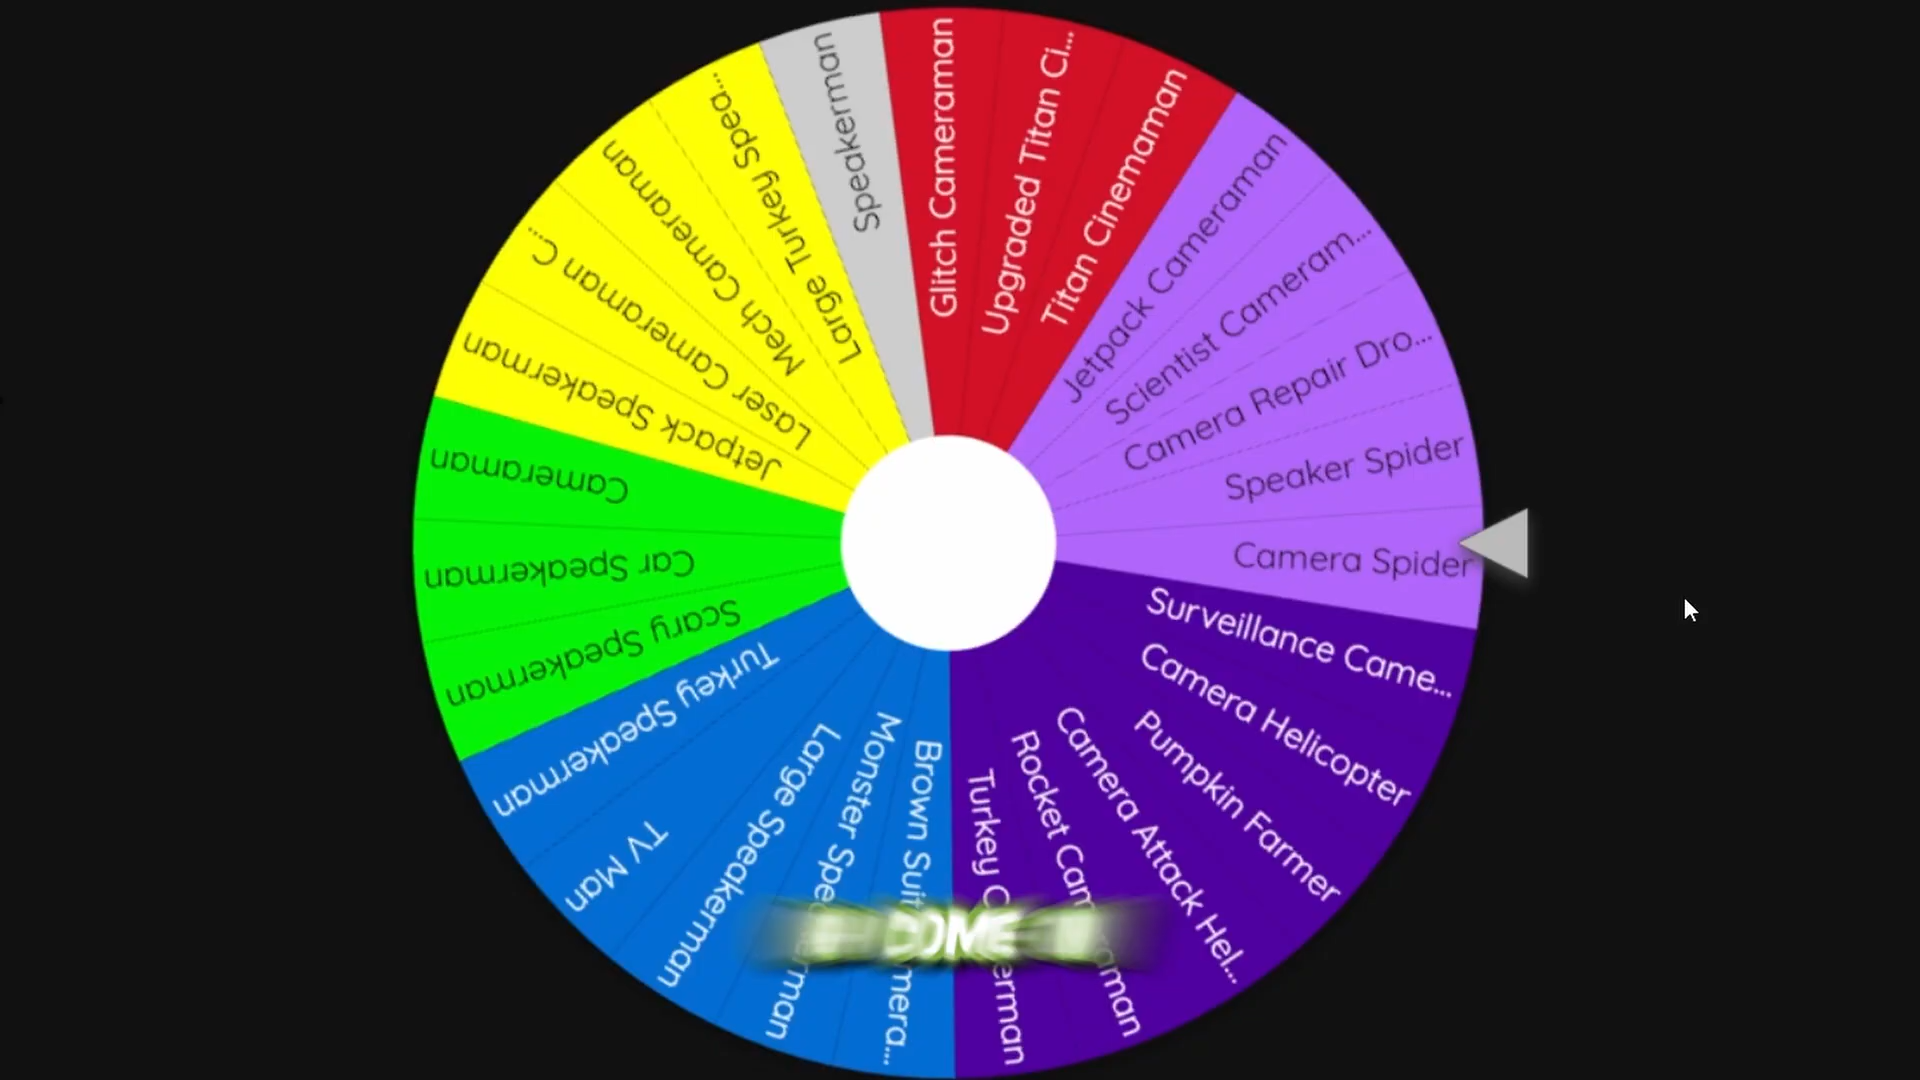 Speakerman
Glitch Cameraman
Upgraded Titan Ci...
Titan Cinemaman
Jetpack Cameraman
Scientist Cameram...
Camera Repair Dro...
Speaker Spider
Camera Spider
Surveillance Came...
Camera Helicopter
Pumpkin Farmer
Camera Attack Hel...
Rocket Cameraman
Turkey
Brown Suit
Monster
Large Speakerman
TV Man
Turkey Speakerman
Scary Speakerman
Car Speakerman
Cameraman
Jetpack Speakerman
Laser Cameraman C...
Mech Cameraman
Large Turkey Spea...
COME